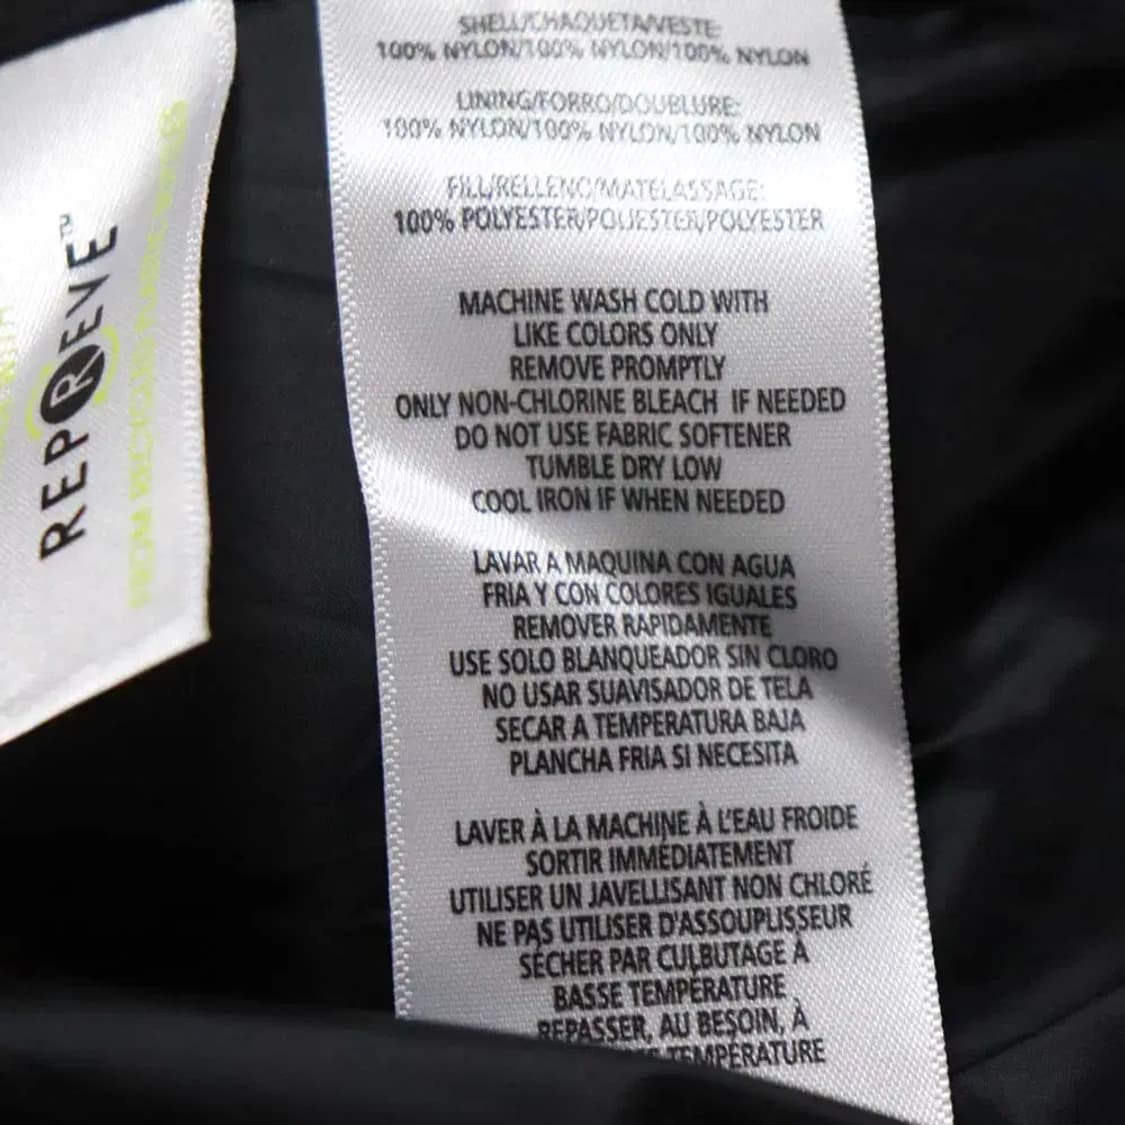 REPREVE™
FROM RECYCLED
SHELL/CHAQUETA/VESTE:
100% NYLON/100% NYLON/100% NYLON
LINING/FORRO/DOUBLURE:
100% NYLON/100% NYLON/100% NYLON
FILL/RELLENO/MATELASSAGE:
100% POLYESTER/POLIESTER/POLYESTER
MACHINE WASH COLD WITH
LIKE COLORS ONLY
REMOVE PROMPTLY
ONLY NON-CHLORINE BLEACH IF NEEDED
DO NOT USE FABRIC SOFTENER
TUMBLE DRY LOW
COOL IRON IF WHEN NEEDED
LAVAR A MAQUINA CON AGUA
FRIA Y CON COLORES IGUALES
REMOVER RAPIDAMENTE
USE SOLO BLANQUEADOR SIN CLORO
NO USAR SUAVISADOR DE TELA
SECAR A TEMPERATURA BAJA
PLANCHA FRIA SI NECESITA
LAVER À LA MACHINE À L'EAU FROIDE
SORTIR IMMÉDIATEMENT
UTILISER UN JAVELLISANT NON CHLORÉ
NE PAS UTILISER D'ASSOUPLISSEUR
SÉCHER PAR CULBUTAGE À
BASSE TEMPÉRATURE
REPASSER, AU BESOIN, À
TEMPÉRATURE